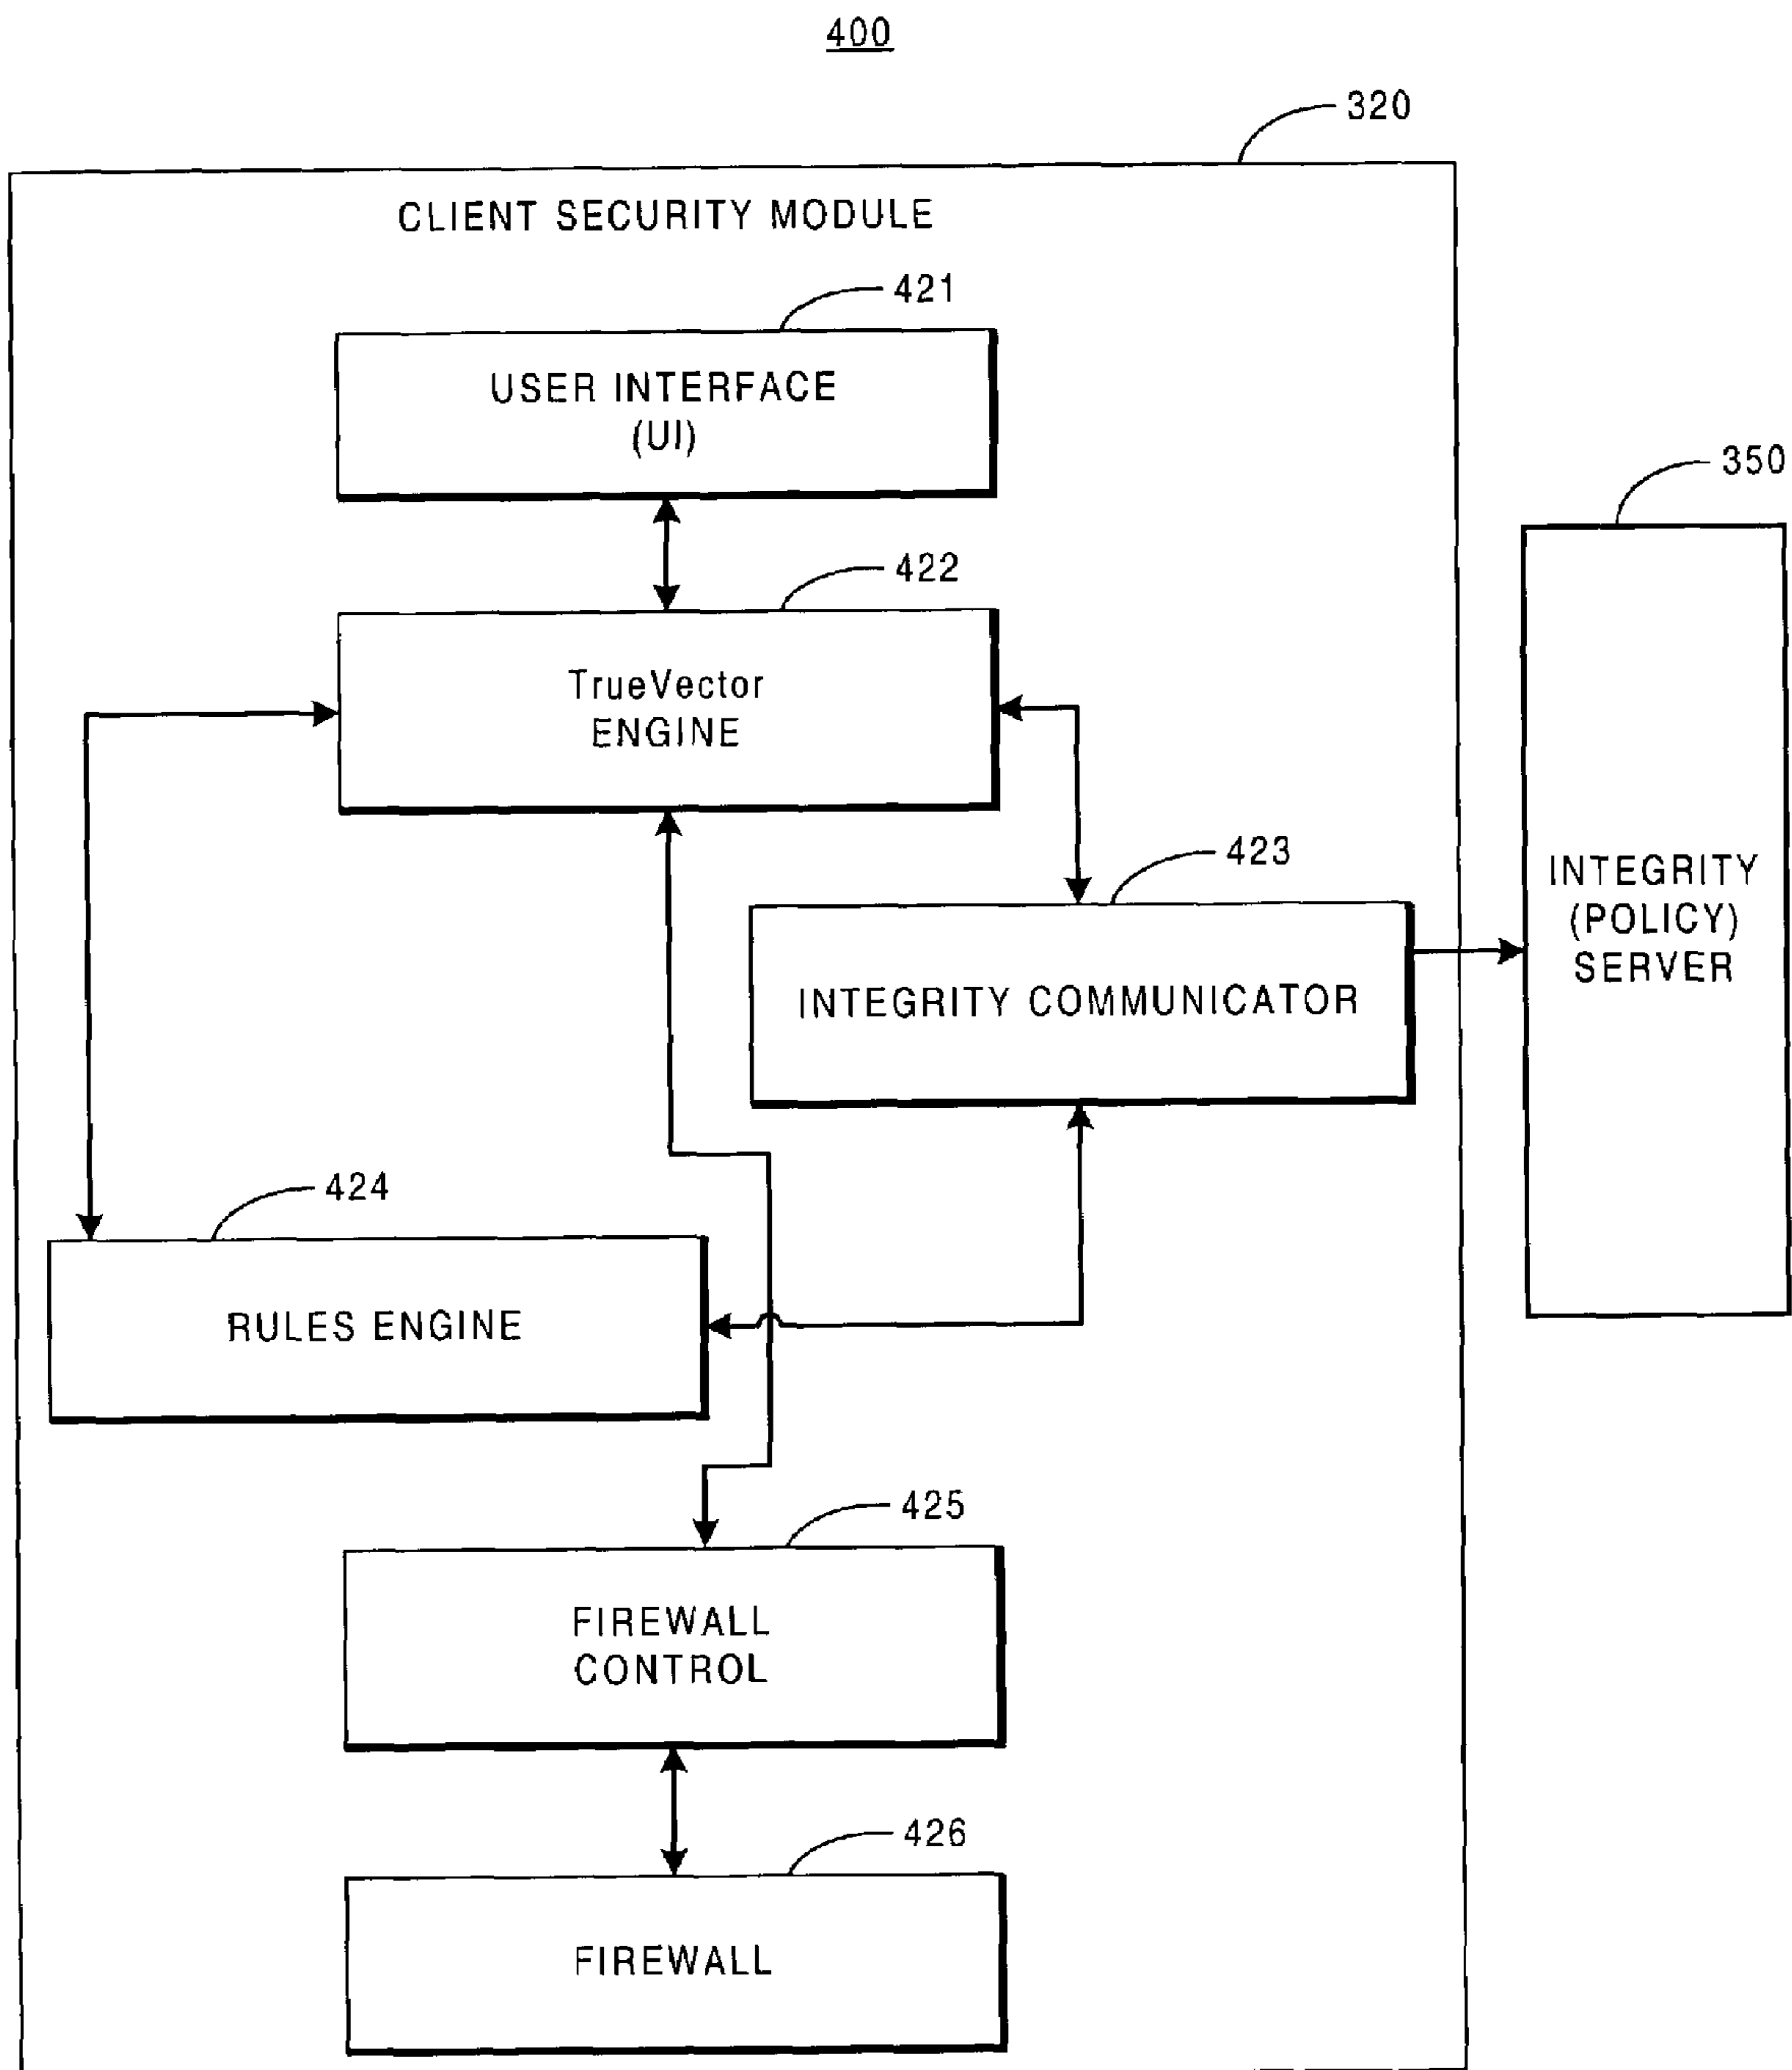 400
320
CLIENT SECURITY MODULE
421
USER INTERFACE
(UI)
350
422
TrueVector
ENGINE
423
INTEGRITY
(POLICY)
SERVER
INTEGRITY COMMUNICATOR
424
RULES ENGINE
425
FIREWALL
CONTROL
426
FIREWALL